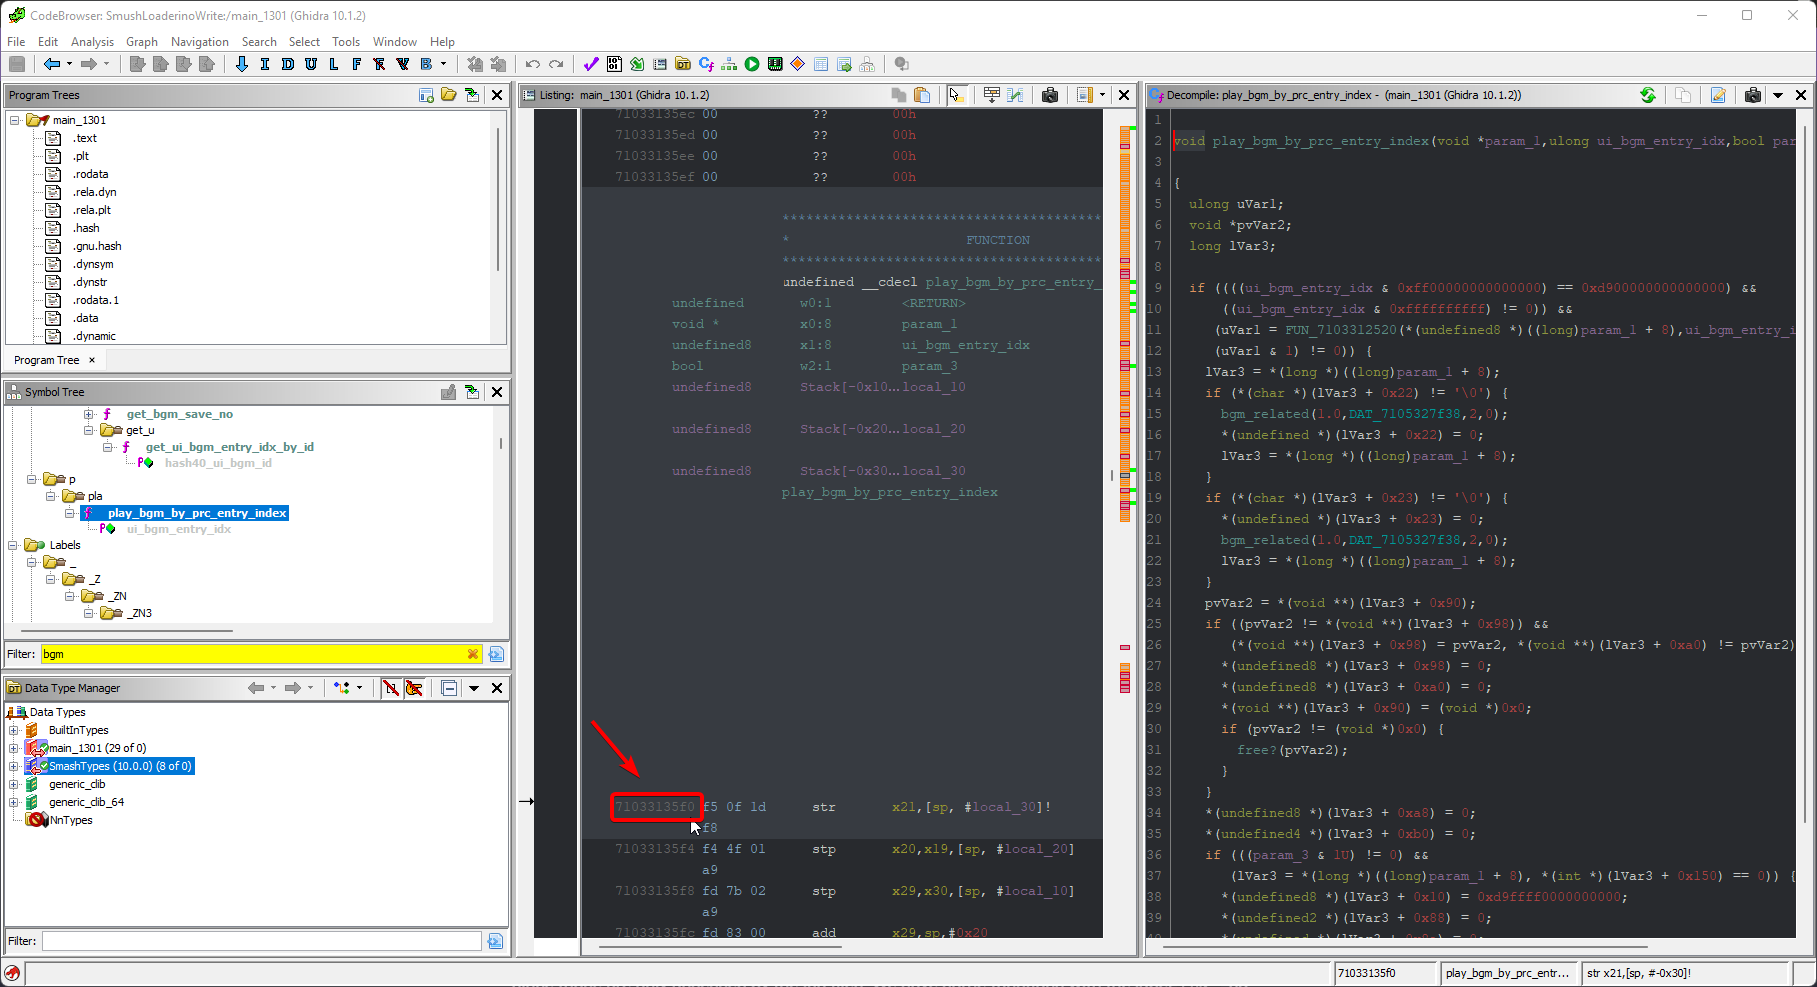 CodeBrowser: SmushLoaderinoWrite:/main_1301 (Ghidra 10.1.2)
File Edit Analysis Graph Navigation Search Select Tools Window Help
I D U L F V B
Program Trees
main_1301
.text
.plt
.rodata
.rela.dyn
.rela.plt
.hash
.gnu.hash
.dynsym
.dynstr
.rodata.1
.data
.dynamic
Program Tree ×
Symbol Tree
get_bgm_save_no
get_u
get_ui_bgm_entry_idx_by_id
hash40_ui_bgm_id
p
pla
play_bgm_by_prc_entry_index
ui_bgm_entry_idx
Labels
_
_Z
_ZN
_ZN3
Filter: bgm
Data Type Manager
Data Types
BuiltInTypes
main_1301 (29 of 0)
SmashTypes (10.0.0) (8 of 0)
generic_clib
generic_clib_64
NnTypes
Filter:
Listing: main_1301 (Ghidra 10.1.2)
71033135ec 00 ?? 00h
71033135ed 00 ?? 00h
71033135ee 00 ?? 00h
71033135ef 00 ?? 00h
****************************************
* FUNCTION
****************************************
undefined __cdecl play_bgm_by_prc_entry_
undefined w0:1 <RETURN>
void * x0:8 param_1
undefined8 x1:8 ui_bgm_entry_idx
bool w2:1 param_3
undefined8 Stack[-0x10... local_10
undefined8 Stack[-0x20... local_20
undefined8 Stack[-0x30... local_30
play_bgm_by_prc_entry_index
71033135f0 f5 0f 1d str x21,[sp, #local_30]!
f8
71033135f4 f4 4f 01 stp x20,x19,[sp, #local_20]
a9
71033135f8 fd 7b 02 stp x29,x30,[sp, #local_10]
a9
71033135fc fd 83 00 add x29,sp,#0x20
Decompile: play_bgm_by_prc_entry_index - (main_1301 (Ghidra 10.1.2))
1
2 void play_bgm_by_prc_entry_index(void *param_1,ulong ui_bgm_entry_idx,bool par
3
4 {
5 ulong uVar1;
6 void *pvVar2;
7 long lVar3;
8
9 if ((((ui_bgm_entry_idx & 0xff00000000000000) == 0xd900000000000000) &&
10 ((ui_bgm_entry_idx & 0xffffffffff) != 0)) &&
11 (uVar1 = FUN_7103312520(*(undefined8 *)((long)param_1 + 8),ui_bgm_entry_i
12 (uVar1 & 1) != 0)) {
13 lVar3 = *(long *)((long)param_1 + 8);
14 if (*(char *)(lVar3 + 0x22) != '\0') {
15 bgm_related(1.0,DAT_7105327f38,2,0);
16 *(undefined *)(lVar3 + 0x22) = 0;
17 lVar3 = *(long *)((long)param_1 + 8);
18 }
19 if (*(char *)(lVar3 + 0x23) != '\0') {
20 *(undefined *)(lVar3 + 0x23) = 0;
21 bgm_related(1.0,DAT_7105327f38,2,0);
22 lVar3 = *(long *)((long)param_1 + 8);
23 }
24 pvVar2 = *(void **)(lVar3 + 0x90);
25 if ((pvVar2 != *(void **)(lVar3 + 0x98)) &&
26 (*(void **)(lVar3 + 0x98) = pvVar2, *(void **)(lVar3 + 0xa0) != pvVar2)
27 *(undefined8 *)(lVar3 + 0x98) = 0;
28 *(undefined8 *)(lVar3 + 0xa0) = 0;
29 *(void **)(lVar3 + 0x90) = (void *)0x0;
30 if (pvVar2 != (void *)0x0) {
31 free?(pvVar2);
32 }
33 }
34 *(undefined8 *)(lVar3 + 0xa8) = 0;
35 *(undefined4 *)(lVar3 + 0xb0) = 0;
36 if (((param_3 & 1U) != 0) &&
37 (lVar3 = *(long *)((long)param_1 + 8), *(int *)(lVar3 + 0x150) == 0)) {
38 *(undefined8 *)(lVar3 + 0x10) = 0xd9ffff0000000000;
39 *(undefined2 *)(lVar3 + 0x88) = 0;
71033135f0 play_bgm_by_prc_entr... str x21,[sp, #-0x30]!